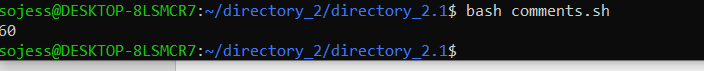 sojess@DESKTOP-8LSMCR7:~/directory_2/directory_2.1$ bash comments.sh
60
sojess@DESKTOP-8LSMCR7:~/directory_2/directory_2.1$